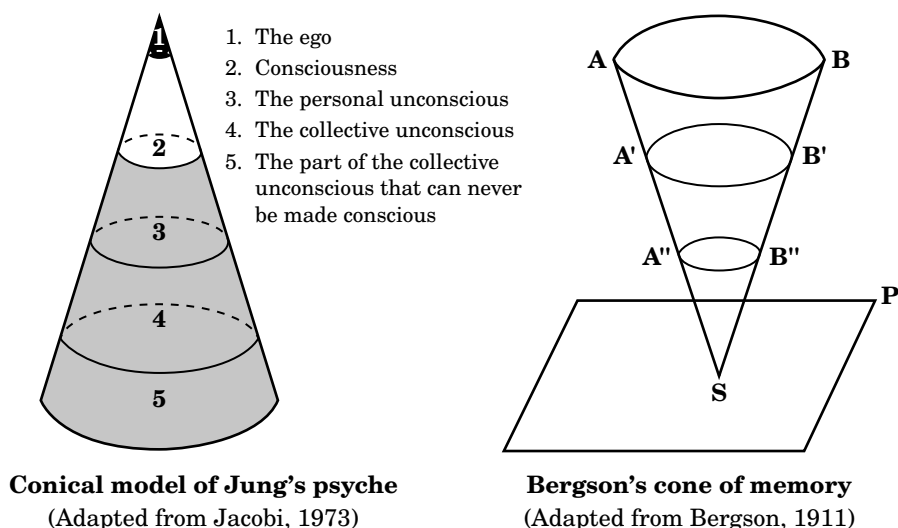 1
2
3
4
5
1. The ego
2. Consciousness
3. The personal unconscious
4. The collective unconscious
5. The part of the collective
unconscious that can never
be made conscious
Conical model of Jung's psyche
(Adapted from Jacobi, 1973)
A B
A' B'
A" B"
P
S
Bergson's cone of memory
(Adapted from Bergson, 1911)